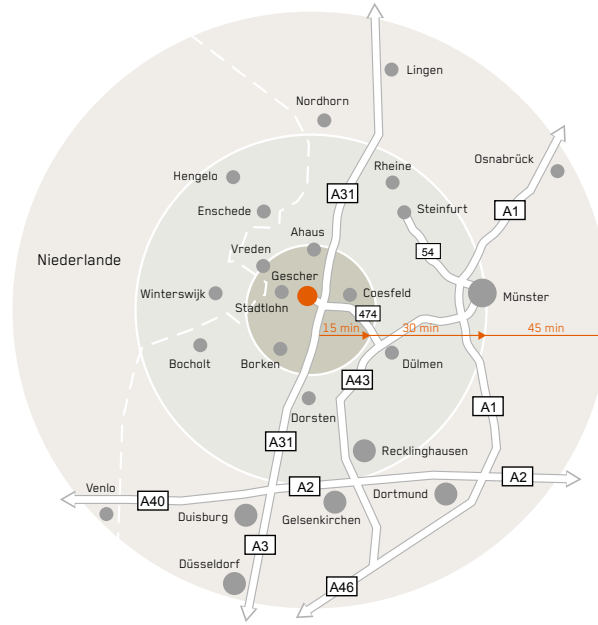 Lingen
Nordhorn
Osnabrück
Rheine
Hengelo
A31
Steinfurt
A1
Enschede
Ahaus
54
Vreden
Niederlande
Gescher
Winterswijk
Stadtlohn
Coesfeld
Münster
474
15 min
30 min
45 min
Bocholt
Borken
Dülmen
A43
Dorsten
A1
A31
Recklinghausen
A2
Venlo
A40
A2
Dortmund
Duisburg
Gelsenkirchen
A3
Düsseldorf
A46